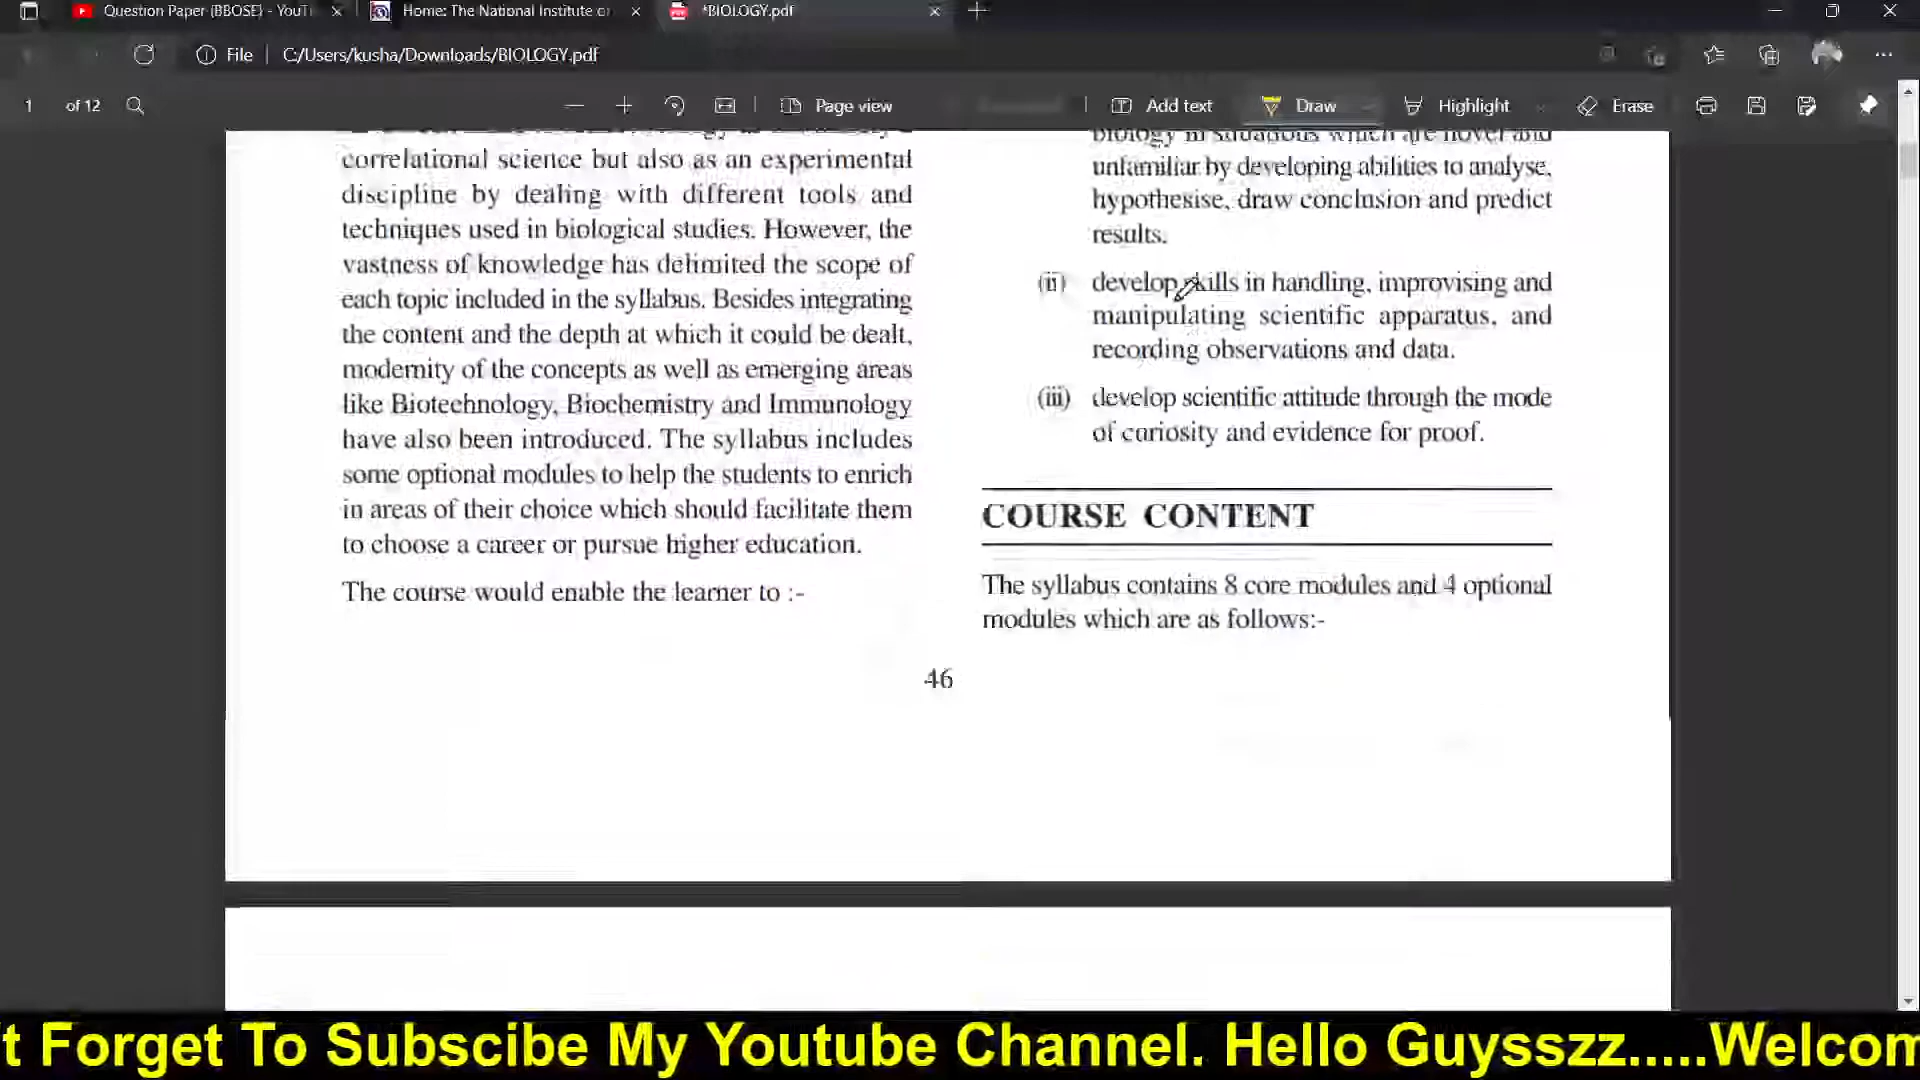 Question Paper (BBOSE) - YouT
Home: The National Institute o
*BIOLOGY.pdf
File
C:/Users/kusha/Downloads/BIOLOGY.pdf
1 of 12
Page view
Add text
Draw
Highlight
Erase
correlational science but also as an experimental
discipline by dealing with different tools and
techniques used in biological studies. However, the
vastness of knowledge has delimited the scope of
each topic included in the syllabus. Besides integrating
the content and the depth at which it could be dealt,
modernity of the concepts as well as emerging areas
like Biotechnology, Biochemistry and Immunology
have also been introduced. The syllabus includes
some optional modules to help the students to enrich
in areas of their choice which should facilitate them
to choose a career or pursue higher education.
The course would enable the learner to :-
biology in situations which are novel and
unfamiliar by developing abilities to analyse,
hypothesise, draw conclusion and predict
results.
(ii) develop skills in handling, improvising and
manipulating scientific apparatus, and
recording observations and data.
(iii) develop scientific attitude through the mode
of curiosity and evidence for proof.
COURSE CONTENT
The syllabus contains 8 core modules and 4 optional
modules which are as follows:-
46
't Forget To Subscibe My Youtube Channel. Hello Guysszz.....Welcom